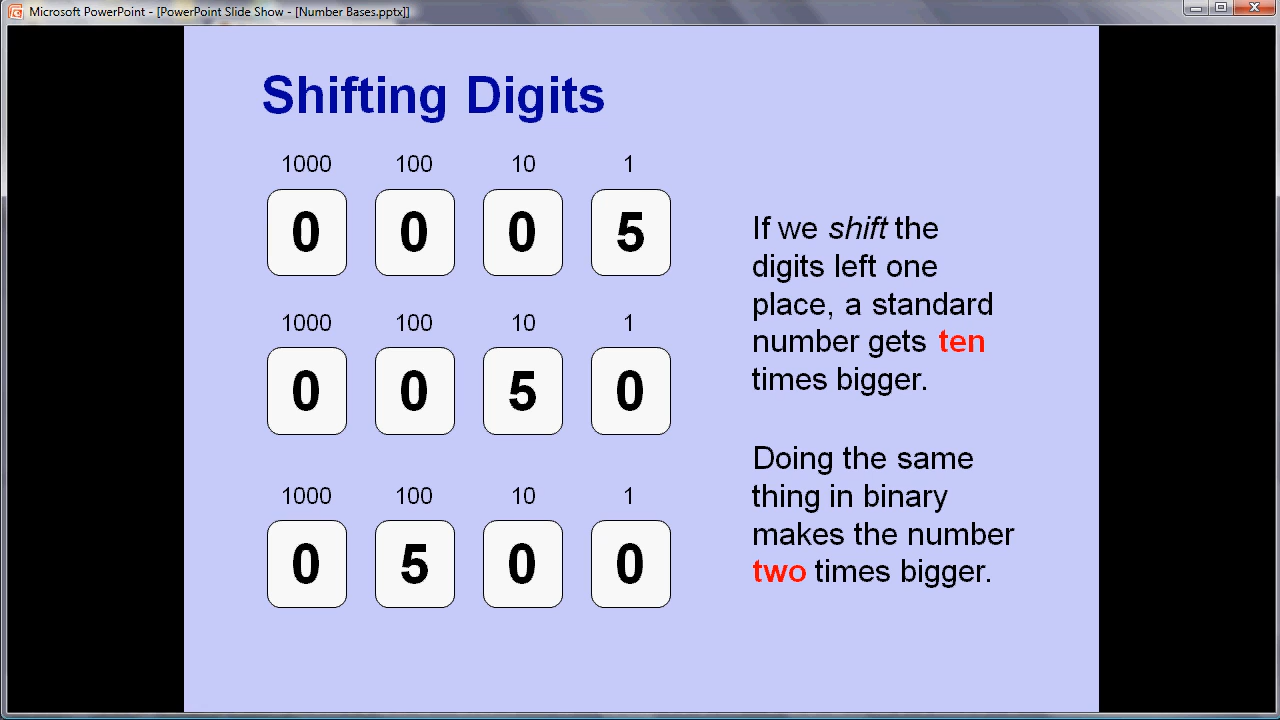 Microsoft PowerPoint - [PowerPoint Slide Show - [Number Bases.pptx]]
Shifting Digits
1000 100 10 1
0 0 0 5
1000 100 10 1
0 0 5 0
1000 100 10 1
0 5 0 0
If we shift the
digits left one
place, a standard
number gets ten
times bigger.
Doing the same
thing in binary
makes the number
two times bigger.